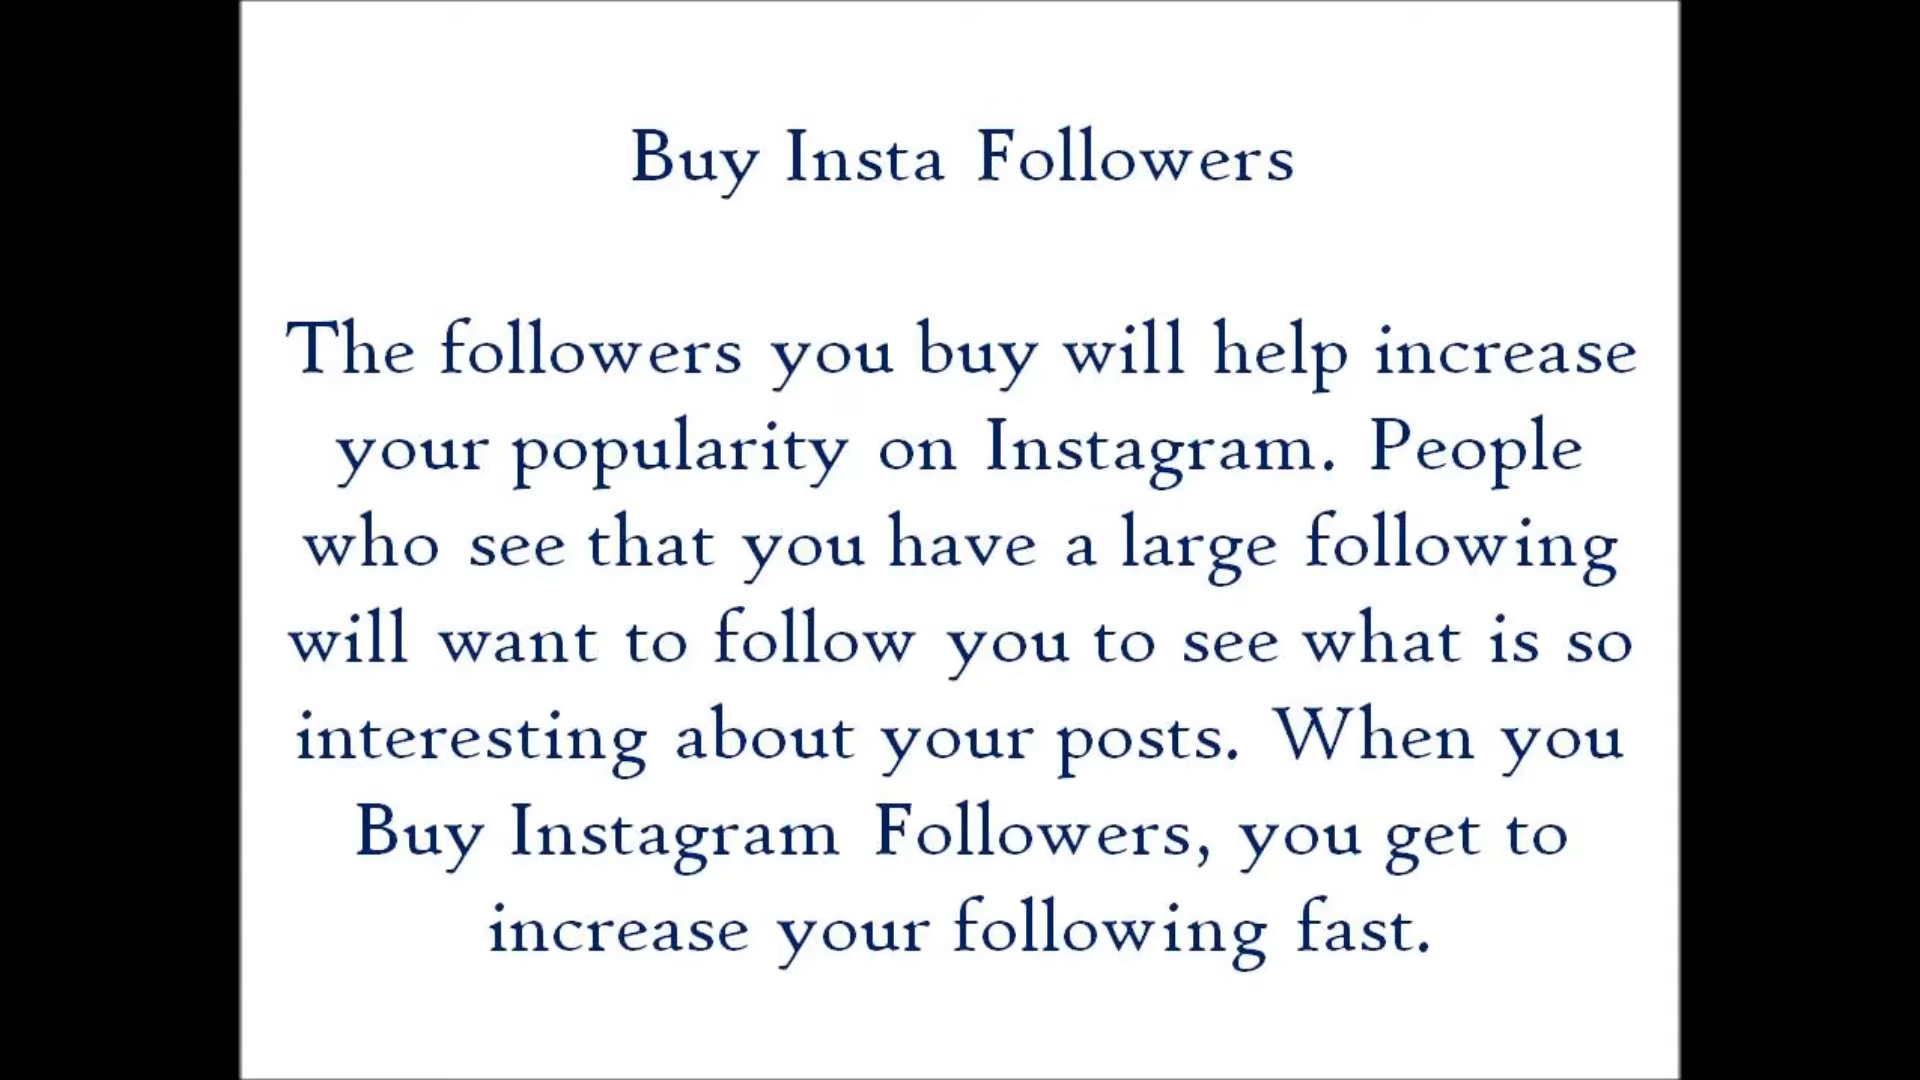 Buy Insta Followers
The followers you buy will help increase
your popularity on Instagram. People
who see that you have a large following
will want to follow you to see what is so
interesting about your posts. When you
Buy Instagram Followers, you get to
increase your following fast.